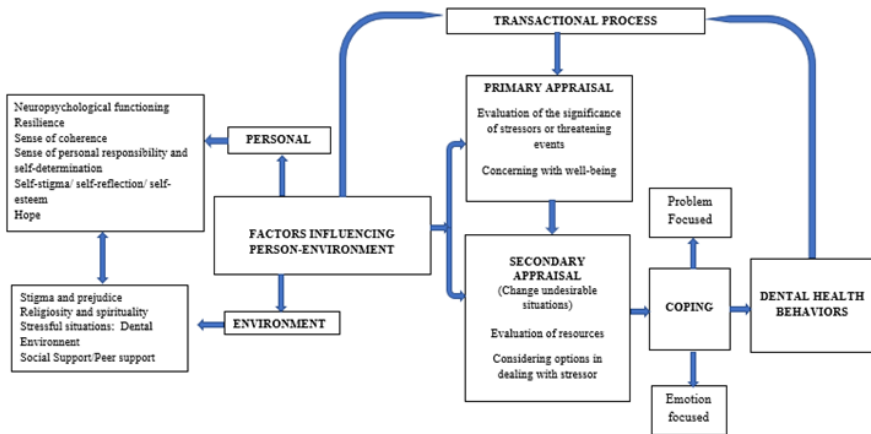 TRANSACTIONAL PROCESS
PRIMARY APPRAISAL
Evaluation of the significance
of stressors or threatening
events
Concerning with well-being
Neuropsychological functioning
Resilience
Sense of coherence
Sense of personal responsibility and
self-determination
Self-stigma/ self-reflection/ self-
esteem
Hope
PERSONAL
FACTORS INFLUENCING
PERSON-ENVIRONMENT
Stigma and prejudice
Religiosity and spirituality
Stressful situations: Dental
Environment
Social Support/Peer support
ENVIRONMENT
SECONDARY
APPRAISAL
(Change undesirable
situations)
Evaluation of resources
Considering options in
dealing with stressor
Problem
Focused
COPING
Emotion
focused
DENTAL HEALTH
BEHAVIORS